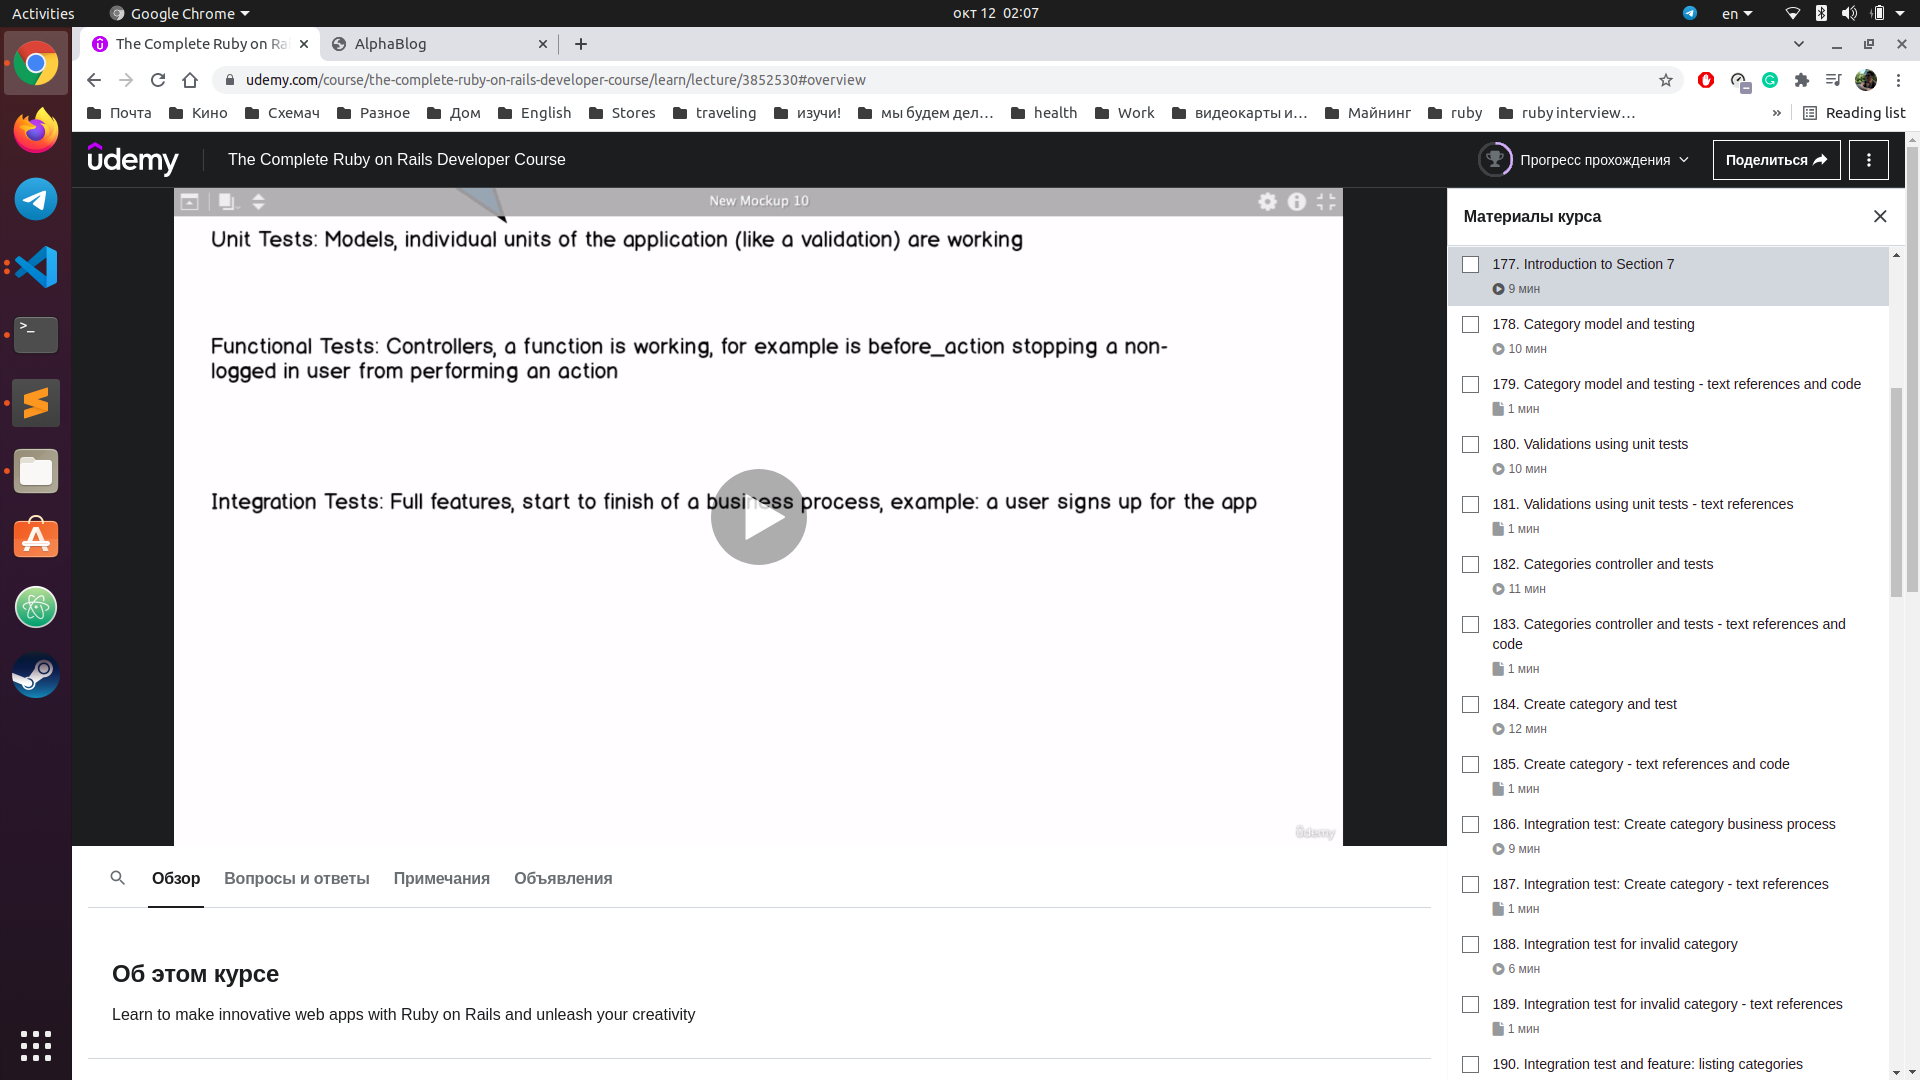 Activities
Google Chrome
окт 12 02:07
en
The Complete Ruby on Ra
AlphaBlog
udemy.com/course/the-complete-ruby-on-rails-developer-course/learn/lecture/3852530#overview
Почта
Кино
Схемач
Разное
Дом
English
Stores
traveling
изучи!
мы будем дел…
health
Work
видеокарты и…
Майнинг
ruby
ruby interview…
»
Reading list
udemy
The Complete Ruby on Rails Developer Course
Прогресс прохождения
Поделиться
New Mockup 10
Unit Tests: Models, individual units of the application (like a validation) are working
Functional Tests: Controllers, a function is working, for example is before_action stopping a non-
logged in user from performing an action
Integration Tests: Full features, start to finish of a business process, example: a user signs up for the app
udemy
Обзор
Вопросы и ответы
Примечания
Объявления
Об этом курсе
Learn to make innovative web apps with Ruby on Rails and unleash your creativity
Материалы курса
177. Introduction to Section 7
9 мин
178. Category model and testing
10 мин
179. Category model and testing - text references and code
1 мин
180. Validations using unit tests
10 мин
181. Validations using unit tests - text references
1 мин
182. Categories controller and tests
11 мин
183. Categories controller and tests - text references and
code
1 мин
184. Create category and test
12 мин
185. Create category - text references and code
1 мин
186. Integration test: Create category business process
9 мин
187. Integration test: Create category - text references
1 мин
188. Integration test for invalid category
6 мин
189. Integration test for invalid category - text references
1 мин
190. Integration test and feature: listing categories